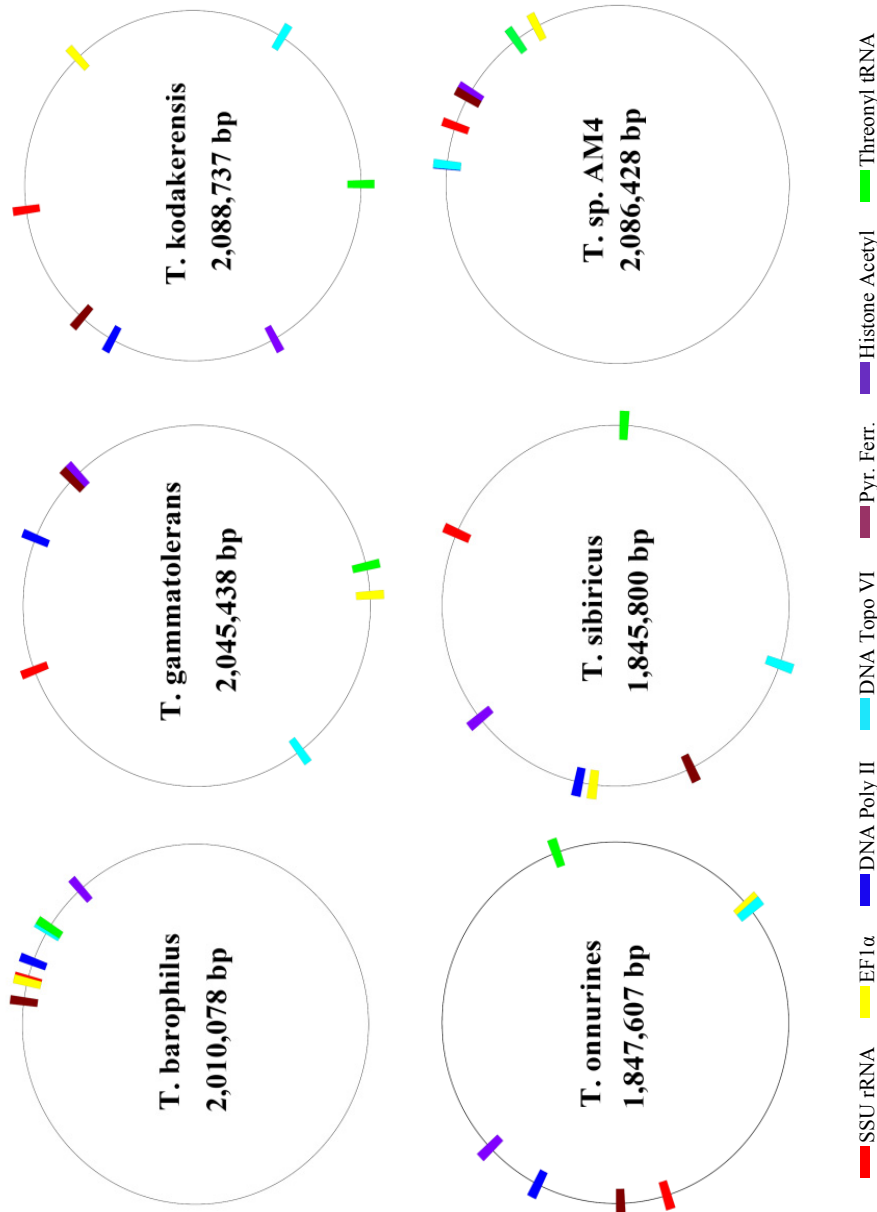 T. barophilus
2,010,078 bp
T. gammatolerans
2,045,438 bp
T. kodakerensis
2,088,737 bp
T. onnurines
1,847,607 bp
T. sibiricus
1,845,800 bp
T. sp. AM4
2,086,428 bp
SSU rRNA EF1α DNA Poly II DNA Topo VI Pyr. Ferr. Histone Acetyl Threonyl tRNA